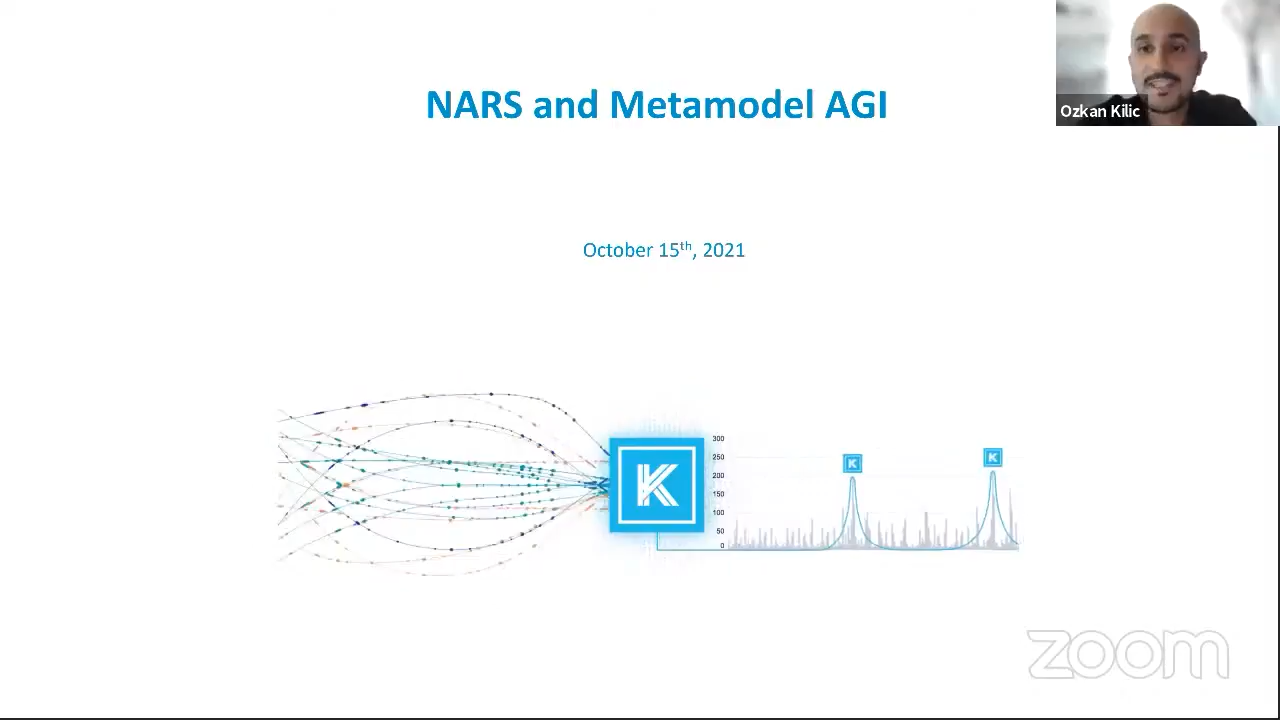 NARS and Metamodel AGI
Ozkan Kilic
October 15th, 2021
K
300
250
200
150
100
50
0
K
K
zoom